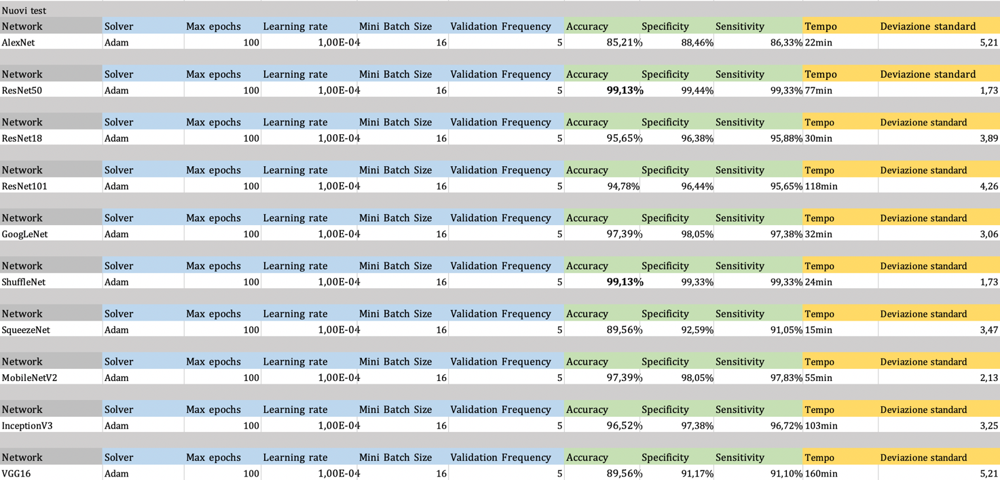 Nuovi test
Network Solver Max epochs Learning rate Mini Batch Size Validation Frequency Accuracy Specificity Sensitivity Tempo Deviazione standard
AlexNet Adam 100 1,00E-04 16 5 85,21% 88,46% 86,33% 22min 5,21
Network Solver Max epochs Learning rate Mini Batch Size Validation Frequency Accuracy Specificity Sensitivity Tempo Deviazione standard
ResNet50 Adam 100 1,00E-04 16 5 99,13% 99,44% 99,33% 77min 1,73
Network Solver Max epochs Learning rate Mini Batch Size Validation Frequency Accuracy Specificity Sensitivity Tempo Deviazione standard
ResNet18 Adam 100 1,00E-04 16 5 95,65% 96,38% 95,88% 30min 3,89
Network Solver Max epochs Learning rate Mini Batch Size Validation Frequency Accuracy Specificity Sensitivity Tempo Deviazione standard
ResNet101 Adam 100 1,00E-04 16 5 94,78% 96,44% 95,65% 118min 4,26
Network Solver Max epochs Learning rate Mini Batch Size Validation Frequency Accuracy Specificity Sensitivity Tempo Deviazione standard
GoogLeNet Adam 100 1,00E-04 16 5 97,39% 98,05% 97,38% 32min 3,06
Network Solver Max epochs Learning rate Mini Batch Size Validation Frequency Accuracy Specificity Sensitivity Tempo Deviazione standard
ShuffleNet Adam 100 1,00E-04 16 5 99,13% 99,33% 99,33% 24min 1,73
Network Solver Max epochs Learning rate Mini Batch Size Validation Frequency Accuracy Specificity Sensitivity Tempo Deviazione standard
SqueezeNet Adam 100 1,00E-04 16 5 89,56% 92,59% 91,05% 15min 3,47
Network Solver Max epochs Learning rate Mini Batch Size Validation Frequency Accuracy Specificity Sensitivity Tempo Deviazione standard
MobileNetV2 Adam 100 1,00E-04 16 5 97,39% 98,05% 97,83% 55min 2,13
Network Solver Max epochs Learning rate Mini Batch Size Validation Frequency Accuracy Specificity Sensitivity Tempo Deviazione standard
InceptionV3 Adam 100 1,00E-04 16 5 96,52% 97,38% 96,72% 103min 3,25
Network Solver Max epochs Learning rate Mini Batch Size Validation Frequency Accuracy Specificity Sensitivity Tempo Deviazione standard
VGG16 Adam 100 1,00E-04 16 5 89,56% 91,17% 91,10% 160min 5,21